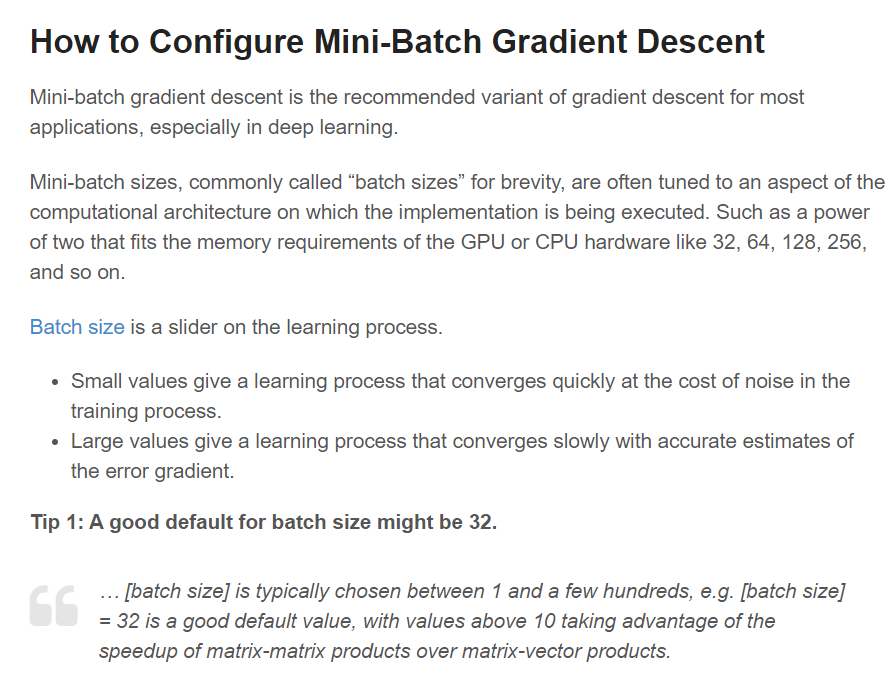 How to Configure Mini-Batch Gradient Descent
Mini-batch gradient descent is the recommended variant of gradient descent for most
applications, especially in deep learning.
Mini-batch sizes, commonly called “batch sizes” for brevity, are often tuned to an aspect of the
computational architecture on which the implementation is being executed. Such as a power
of two that fits the memory requirements of the GPU or CPU hardware like 32, 64, 128, 256,
and so on.
Batch size is a slider on the learning process.
• Small values give a learning process that converges quickly at the cost of noise in the
training process.
• Large values give a learning process that converges slowly with accurate estimates of
the error gradient.
Tip 1: A good default for batch size might be 32.
… [batch size] is typically chosen between 1 and a few hundreds, e.g. [batch size]
= 32 is a good default value, with values above 10 taking advantage of the
speedup of matrix-matrix products over matrix-vector products.